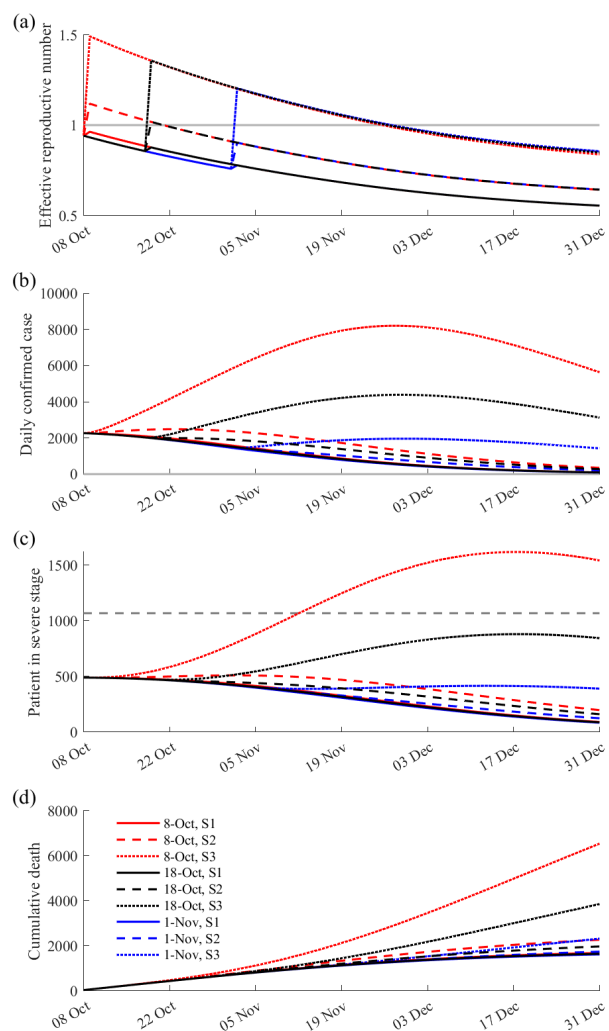 (a)
Effective reproductive number
1.5
1
0.5
08 Oct
22 Oct
05 Nov
19 Nov
03 Dec
17 Dec
31 Dec
(b)
Daily confirmed case
10000
8000
6000
4000
2000
0
08 Oct
22 Oct
05 Nov
19 Nov
03 Dec
17 Dec
31 Dec
(c)
Patient in severe stage
1500
1000
500
0
08 Oct
22 Oct
05 Nov
19 Nov
03 Dec
17 Dec
31 Dec
(d)
Cumulative death
8000
6000
4000
2000
0
8-Oct, S1
8-Oct, S2
8-Oct, S3
18-Oct, S1
18-Oct, S2
18-Oct, S3
1-Nov, S1
1-Nov, S2
1-Nov, S3
08 Oct
22 Oct
05 Nov
19 Nov
03 Dec
17 Dec
31 Dec